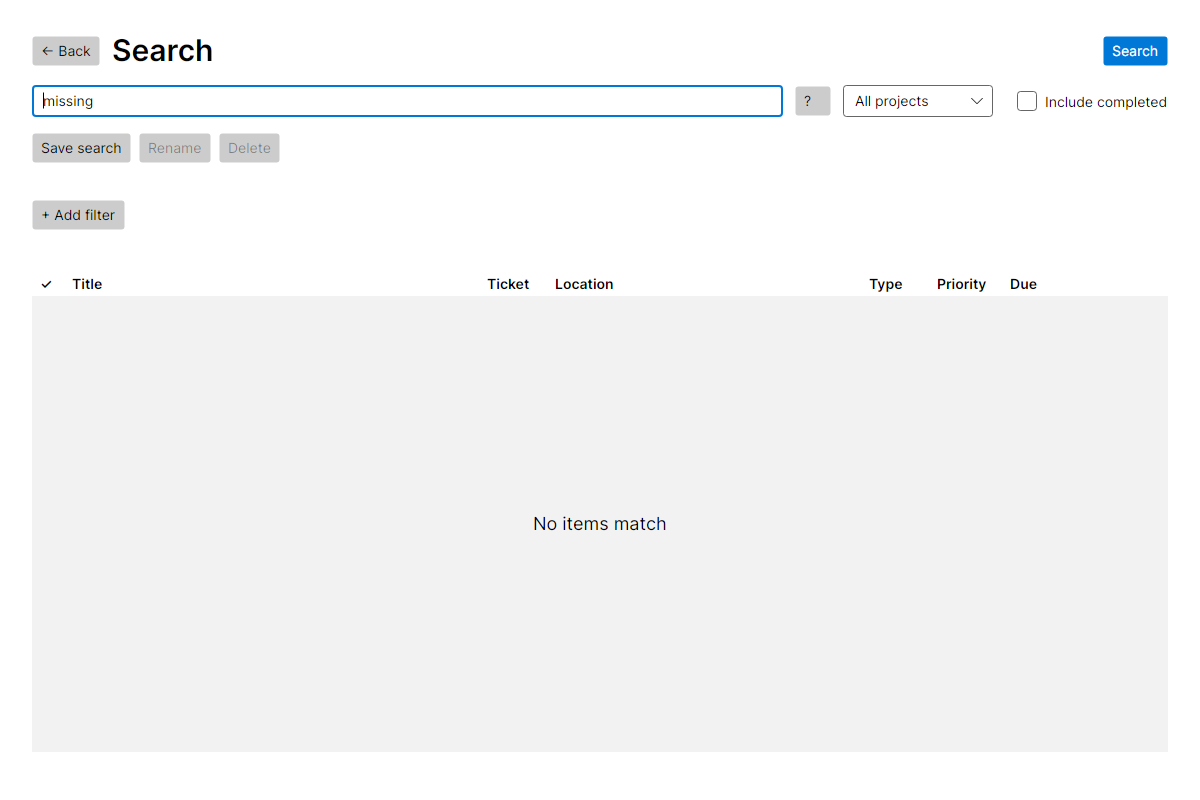 ← Back Search Search
missing ? All projects Include completed
Save search Rename Delete
+ Add filter
✓ Title Ticket Location Type Priority Due
No items match